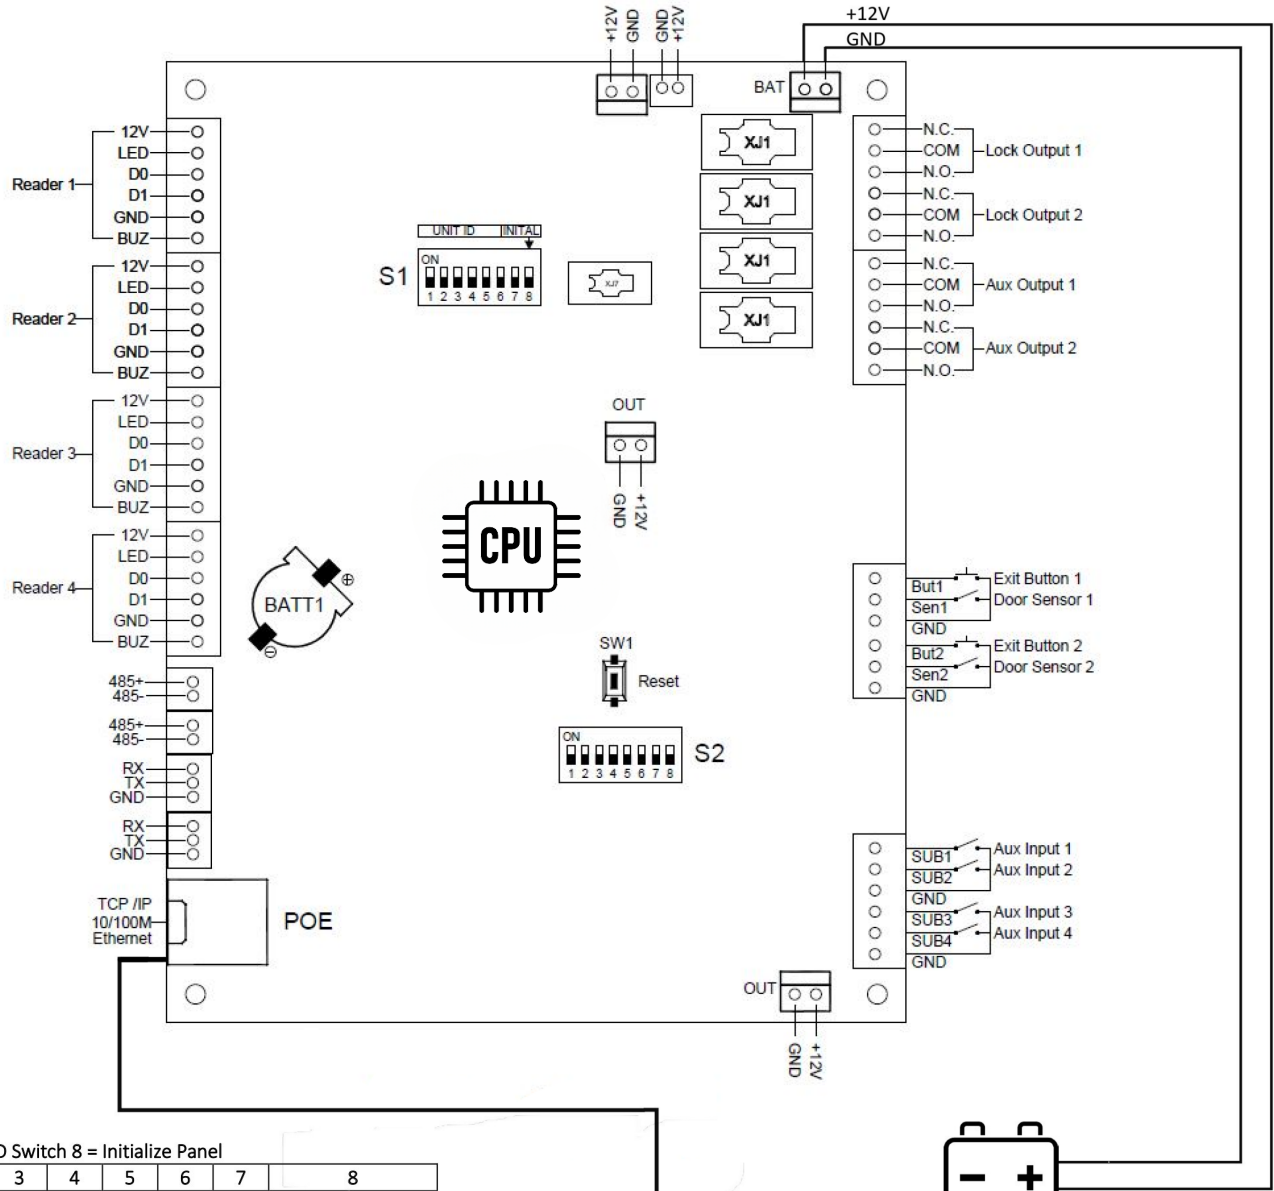 +12V
GND
GND
+12V
+12V
GND
BAT
XJ1
XJ1
XJ1
XJ1
Reader 1
12V
LED
D0
D1
GND
BUZ
Reader 2
12V
LED
D0
D1
GND
BUZ
Reader 3
12V
LED
D0
D1
GND
BUZ
Reader 4
12V
LED
D0
D1
GND
BUZ
485+
485-
485+
485-
RX
TX
GND
RX
TX
GND
TCP /IP
10/100M
Ethernet
POE
UNIT ID INITAL
S1
ON
1 2 3 4 5 6 7 8
XJ7
OUT
GND
+12V
CPU
BATT1
⊕
⊖
SW1
Reset
ON
1 2 3 4 5 6 7 8
S2
N.C.
COM
N.O.
Lock Output 1
N.C.
COM
N.O.
Lock Output 2
N.C.
COM
N.O.
Aux Output 1
N.C.
COM
N.O.
Aux Output 2
But1
Exit Button 1
Sen1
Door Sensor 1
GND
But2
Exit Button 2
Sen2
Door Sensor 2
GND
SUB1
Aux Input 1
SUB2
Aux Input 2
GND
SUB3
Aux Input 3
SUB4
Aux Input 4
GND
OUT
GND
+12V
Switch 8 = Initialize Panel
3 4 5 6 7 8
- +